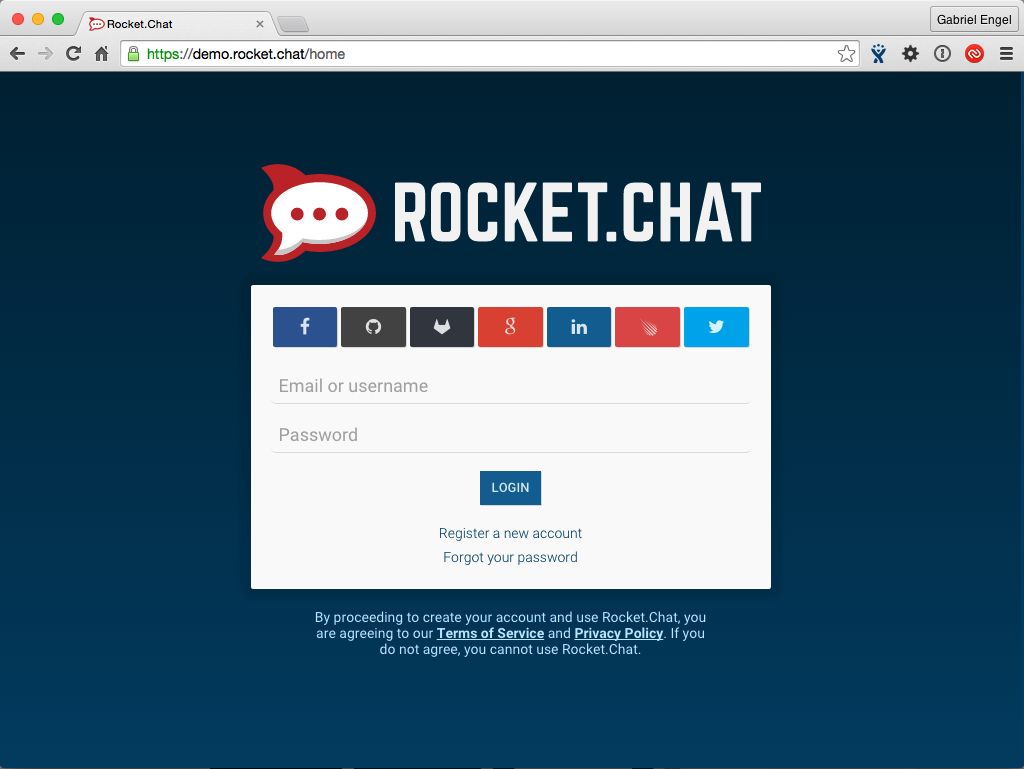 Rocket.Chat
Gabriel Engel
https://demo.rocket.chat/home
ROCKET.CHAT
Email or username
Password
LOGIN
Register a new account
Forgot your password
By proceeding to create your account and use Rocket.Chat, you
are agreeing to our Terms of Service and Privacy Policy. If you
do not agree, you cannot use Rocket.Chat.